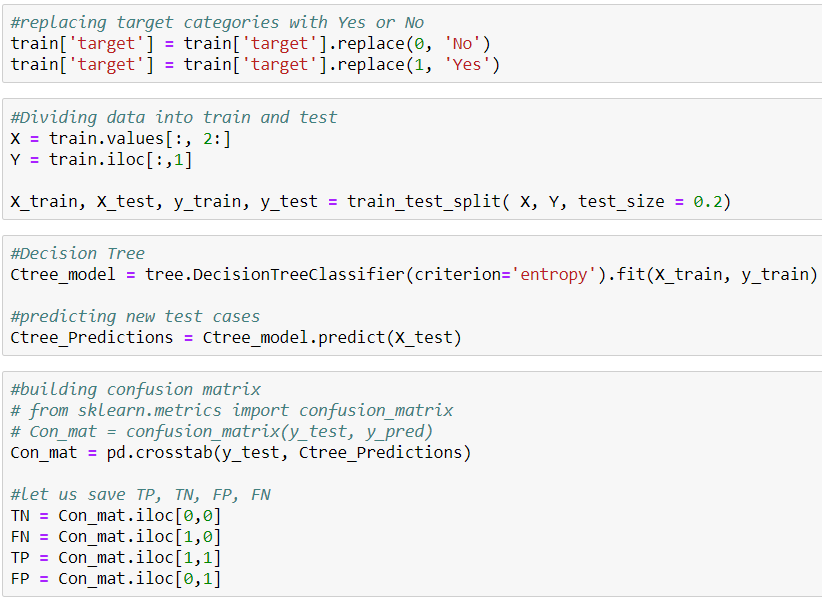 #replacing target categories with Yes or No
train['target'] = train['target'].replace(0, 'No')
train['target'] = train['target'].replace(1, 'Yes')
#Dividing data into train and test
X = train.values[:, 2:]
Y = train.iloc[:,1]
X_train, X_test, y_train, y_test = train_test_split( X, Y, test_size = 0.2)
#Decision Tree
Ctree_model = tree.DecisionTreeClassifier(criterion='entropy').fit(X_train, y_train)
#predicting new test cases
Ctree_Predictions = Ctree_model.predict(X_test)
#building confusion matrix
# from sklearn.metrics import confusion_matrix
# Con_mat = confusion_matrix(y_test, y_pred)
Con_mat = pd.crosstab(y_test, Ctree_Predictions)
#let us save TP, TN, FP, FN
TN = Con_mat.iloc[0,0]
FN = Con_mat.iloc[1,0]
TP = Con_mat.iloc[1,1]
FP = Con_mat.iloc[0,1]